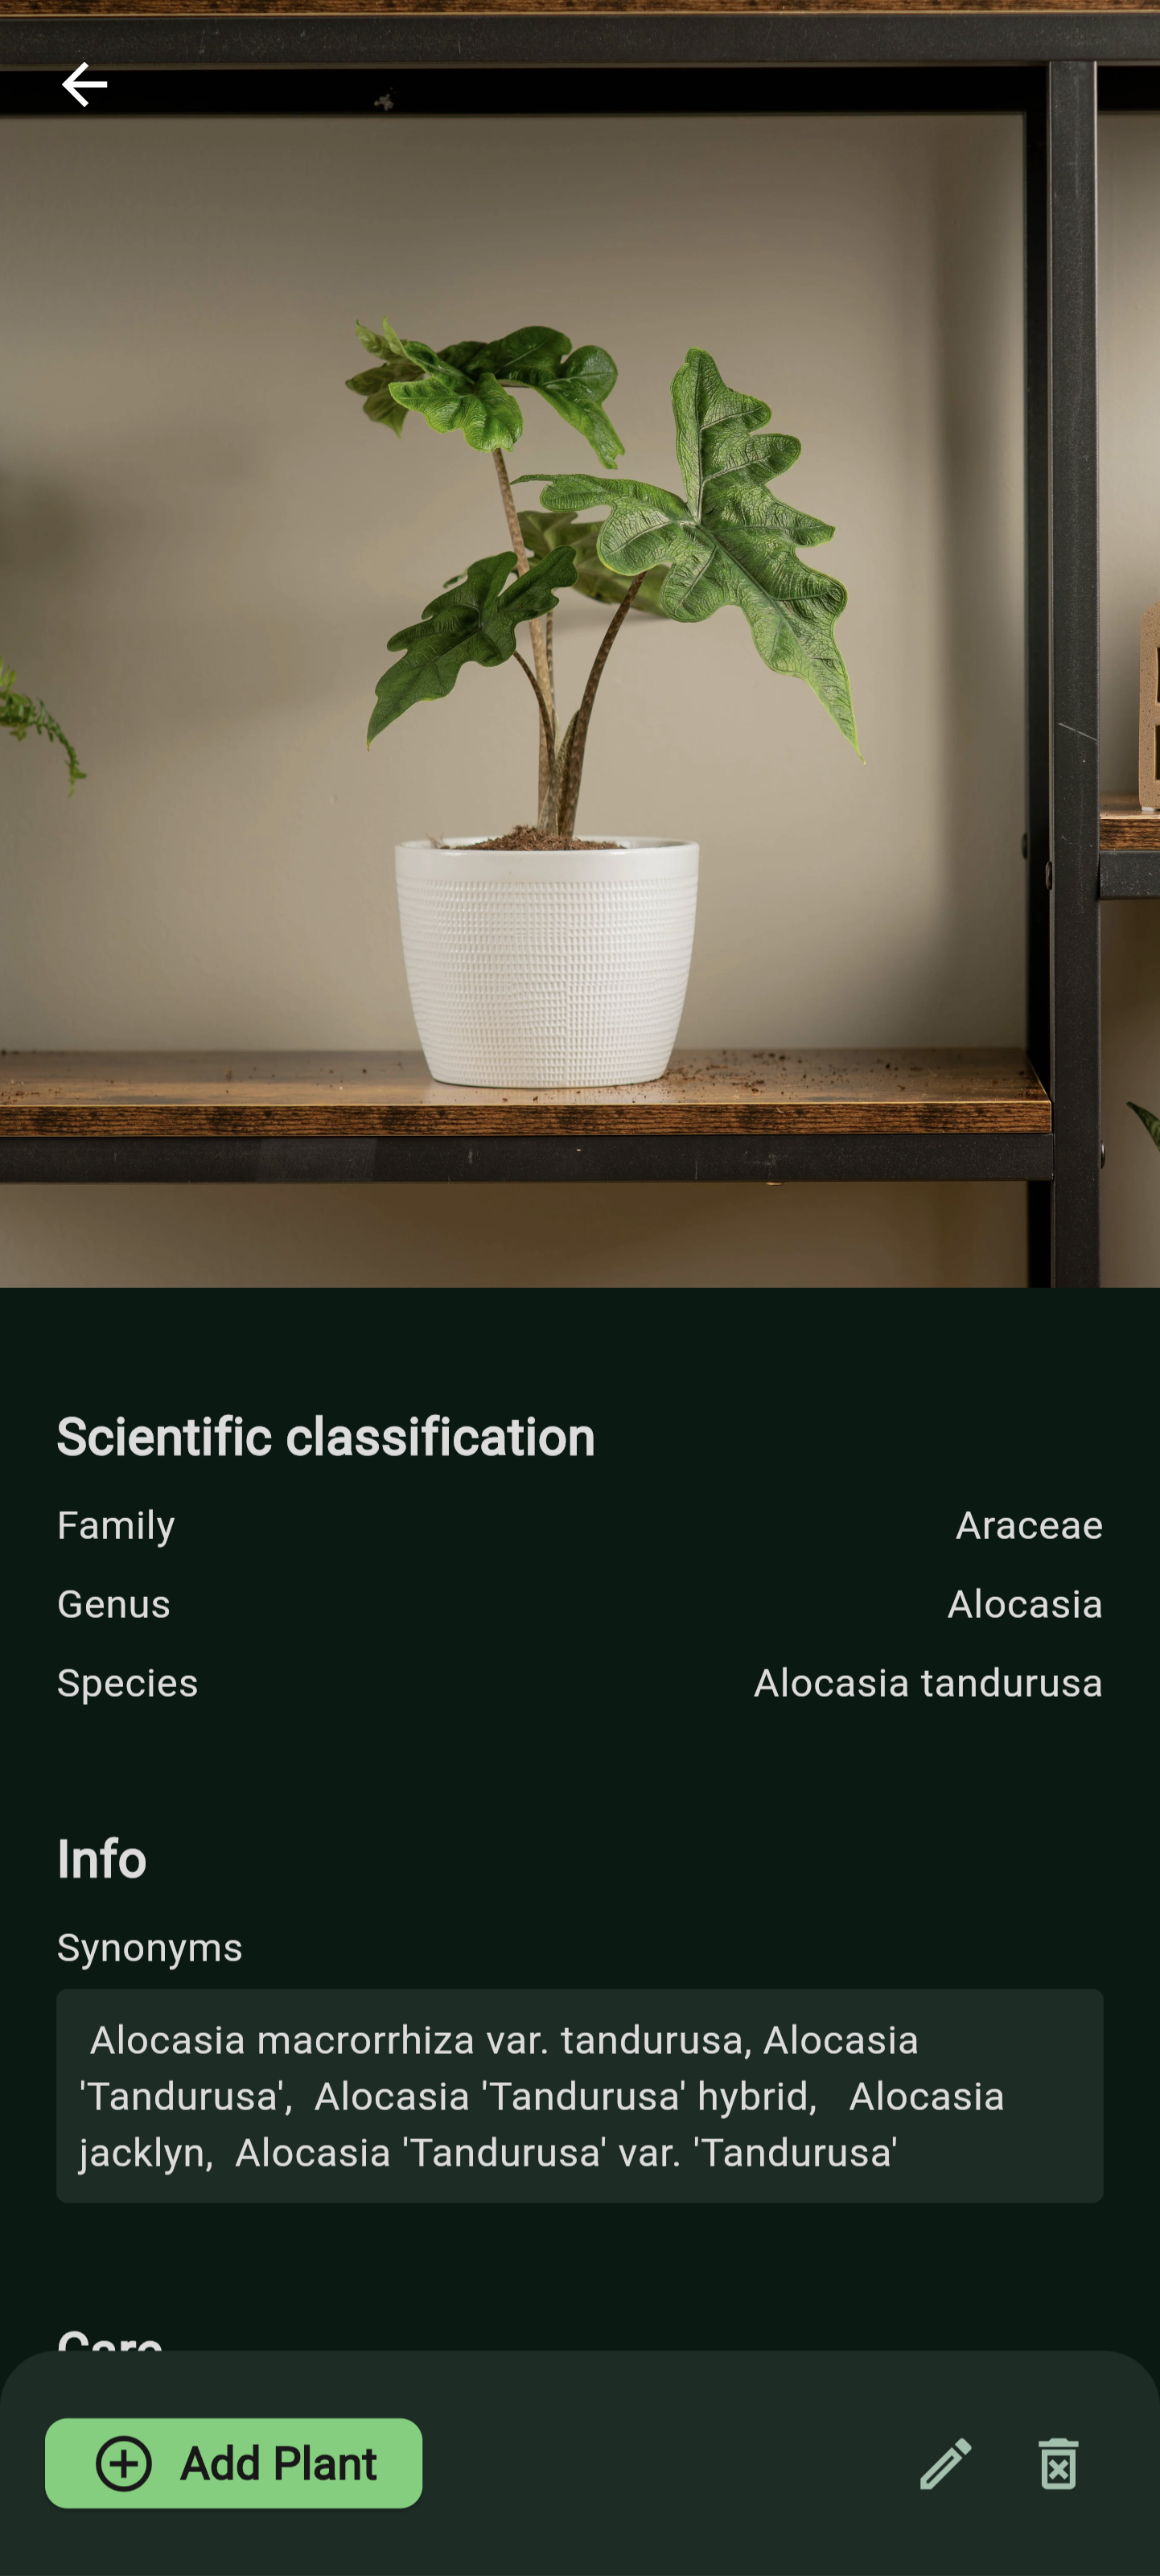 Scientific classification
Family Araceae
Genus Alocasia
Species Alocasia tandurusa
Info
Synonyms
Alocasia macrorrhiza var. tandurusa, Alocasia
'Tandurusa', Alocasia 'Tandurusa' hybrid, Alocasia
jacklyn, Alocasia 'Tandurusa' var. 'Tandurusa'
Care
Add Plant